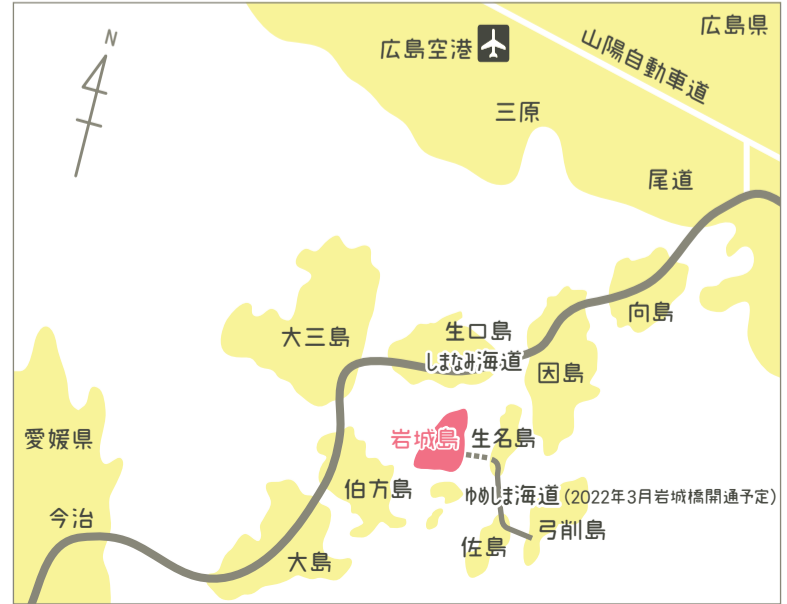 N
広島県
広島空港
山陽自動車道
三原
尾道
向島
大三島
生口島
しまなみ海道
因島
愛媛県
岩城島
生名島
伯方島
ゆめしま海道(2022年3月岩城橋開通予定)
今治
大島
佐島
弓削島